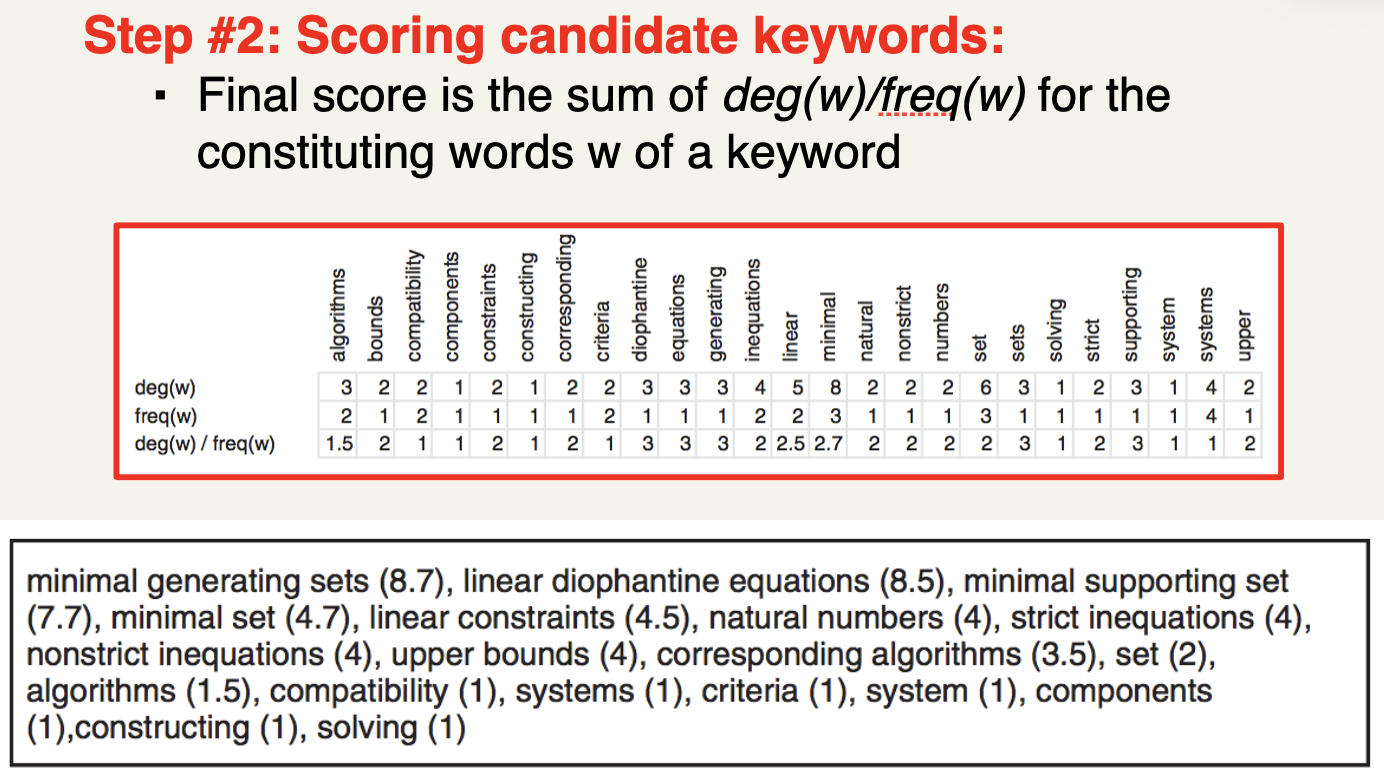 Step #2: Scoring candidate keywords:
▪ Final score is the sum of deg(w)/freq(w) for the
constituting words w of a keyword
algorithms bounds compatibility components constraints constructing corresponding criteria diophantine equations generating inequations linear minimal natural nonstrict numbers set sets solving strict supporting system systems upper
deg(w) 3 2 2 1 2 1 2 2 3 3 3 4 5 8 2 2 2 6 3 1 2 3 1 4 2
freq(w) 2 1 2 1 1 1 1 2 1 1 1 2 2 3 1 1 1 3 1 1 1 1 1 4 1
deg(w) / freq(w) 1.5 2 1 1 2 1 2 1 3 3 3 2 2.5 2.7 2 2 2 2 3 1 2 3 1 1 2
minimal generating sets (8.7), linear diophantine equations (8.5), minimal supporting set
(7.7), minimal set (4.7), linear constraints (4.5), natural numbers (4), strict inequations (4),
nonstrict inequations (4), upper bounds (4), corresponding algorithms (3.5), set (2),
algorithms (1.5), compatibility (1), systems (1), criteria (1), system (1), components
(1),constructing (1), solving (1)